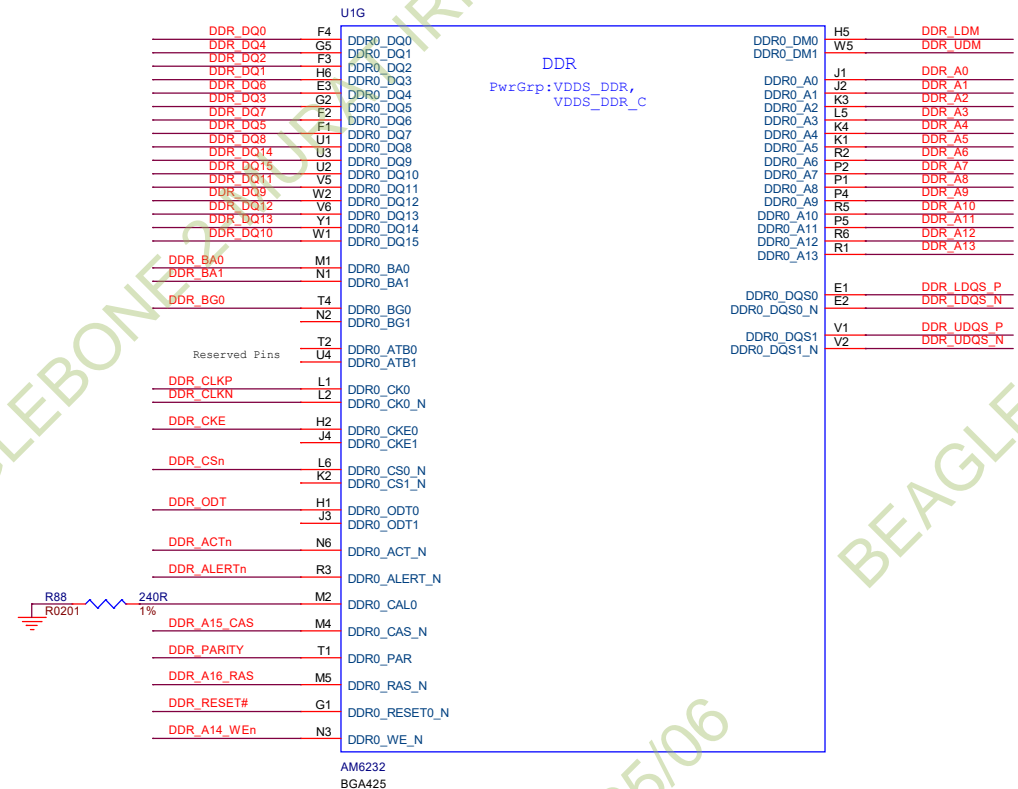 U1G
DDR
PwrGrp:VDDS_DDR,
VDDS_DDR_C
DDR_DQ0 F4 DDR0_DQ0
DDR_DQ4 G5 DDR0_DQ1
DDR_DQ2 F3 DDR0_DQ2
DDR_DQ1 H6 DDR0_DQ3
DDR_DQ6 E3 DDR0_DQ4
DDR_DQ3 G2 DDR0_DQ5
DDR_DQ7 F2 DDR0_DQ6
DDR_DQ5 F1 DDR0_DQ7
DDR_DQ8 U1 DDR0_DQ8
DDR_DQ14 U3 DDR0_DQ9
DDR_DQ15 U2 DDR0_DQ10
DDR_DQ11 V5 DDR0_DQ11
DDR_DQ9 W2 DDR0_DQ12
DDR_DQ12 V6 DDR0_DQ13
DDR_DQ13 Y1 DDR0_DQ14
DDR_DQ10 W1 DDR0_DQ15
DDR_BA0 M1 DDR0_BA0
DDR_BA1 N1 DDR0_BA1
DDR_BG0 T4 DDR0_BG0
N2 DDR0_BG1
T2 DDR0_ATB0
Reserved Pins U4 DDR0_ATB1
DDR_CLKP L1 DDR0_CK0
DDR_CLKN L2 DDR0_CK0_N
DDR_CKE H2 DDR0_CKE0
J4 DDR0_CKE1
DDR_CSn L6 DDR0_CS0_N
K2 DDR0_CS1_N
DDR_ODT H1 DDR0_ODT0
J3 DDR0_ODT1
DDR_ACTn N6 DDR0_ACT_N
DDR_ALERTn R3 DDR0_ALERT_N
R88 240R M2 DDR0_CAL0
R0201 1%
DDR_A15_CAS M4 DDR0_CAS_N
DDR_PARITY T1 DDR0_PAR
DDR_A16_RAS M5 DDR0_RAS_N
DDR_RESET# G1 DDR0_RESET0_N
DDR_A14_WEn N3 DDR0_WE_N
DDR0_DM0 H5 DDR_LDM
DDR0_DM1 W5 DDR_UDM
DDR0_A0 J1 DDR_A0
DDR0_A1 J2 DDR_A1
DDR0_A2 K3 DDR_A2
DDR0_A3 L5 DDR_A3
DDR0_A4 K4 DDR_A4
DDR0_A5 K1 DDR_A5
DDR0_A6 R2 DDR_A6
DDR0_A7 P2 DDR_A7
DDR0_A8 P1 DDR_A8
DDR0_A9 P4 DDR_A9
DDR0_A10 R5 DDR_A10
DDR0_A11 P5 DDR_A11
DDR0_A12 R6 DDR_A12
DDR0_A13 R1 DDR_A13
DDR0_DQS0 E1 DDR_LDQS_P
DDR0_DQS0_N E2 DDR_LDQS_N
DDR0_DQS1 V1 DDR_UDQS_P
DDR0_DQS1_N V2 DDR_UDQS_N
AM6232
BGA425